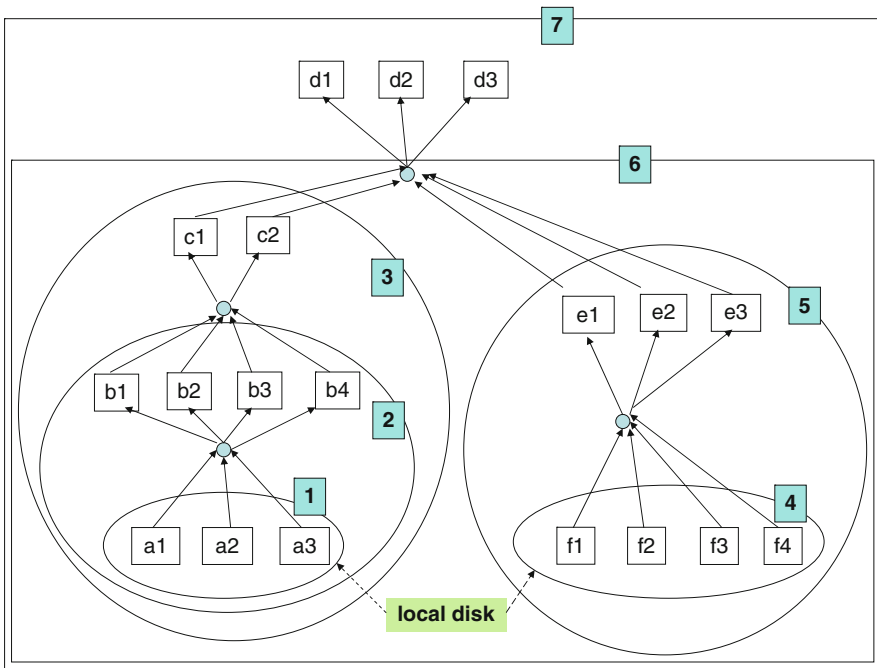 7
d1 d2 d3
6
c1 c2
3
5
e1 e2 e3
b1 b2 b3 b4
2
1
4
a1 a2 a3
f1 f2 f3 f4
local disk